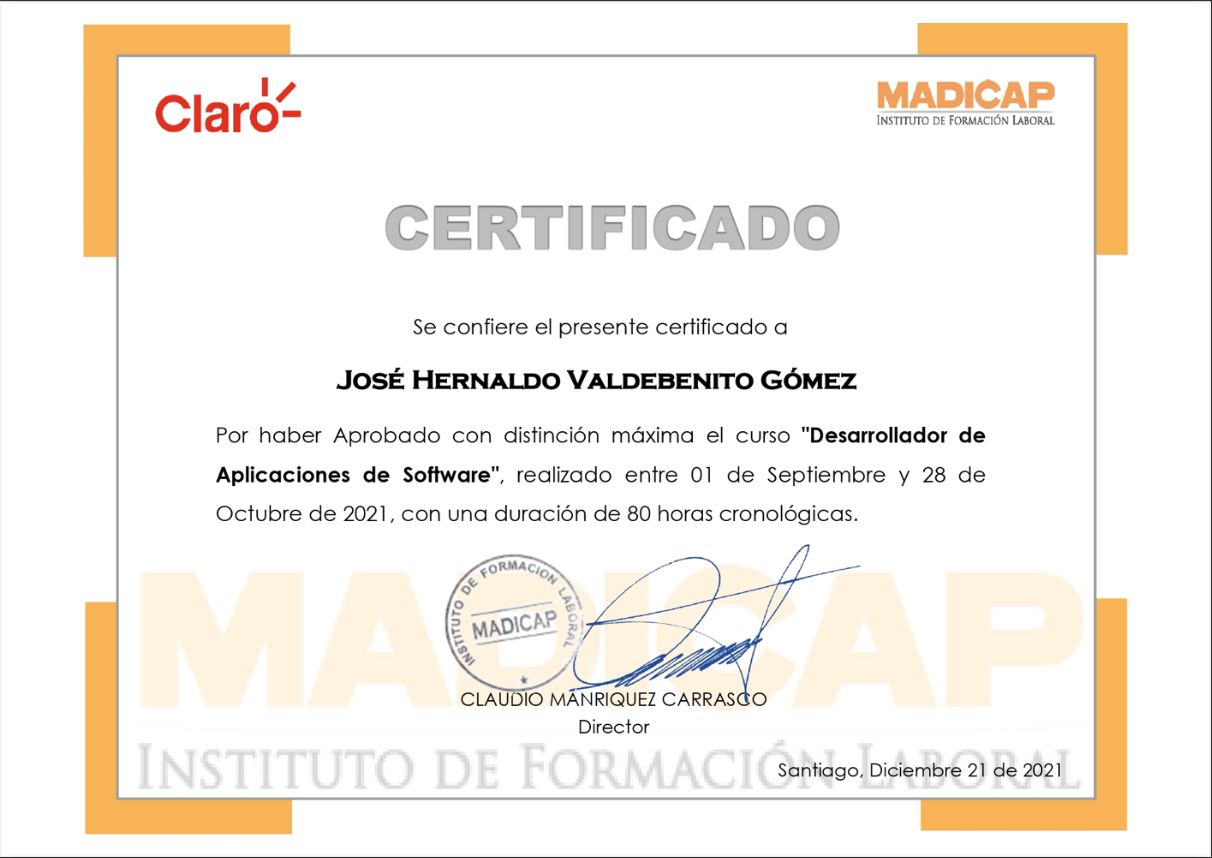 Claro
MADICAP
INSTITUTO DE FORMACIÓN LABORAL
CERTIFICADO
Se confiere el presente certificado a
JOSÉ HERNALDO VALDEBENITO GÓMEZ
Por haber Aprobado con distinción máxima el curso "Desarrollador de
Aplicaciones de Software", realizado entre 01 de Septiembre y 28 de
Octubre de 2021, con una duración de 80 horas cronológicas.
INSTITUTO DE FORMACION LABORAL
MADICAP
MADICAP
CLAUDIO MANRIQUEZ CARRASCO
Director
INSTITUTO DE FORMACIÓN LABORAL
Santiago, Diciembre 21 de 2021